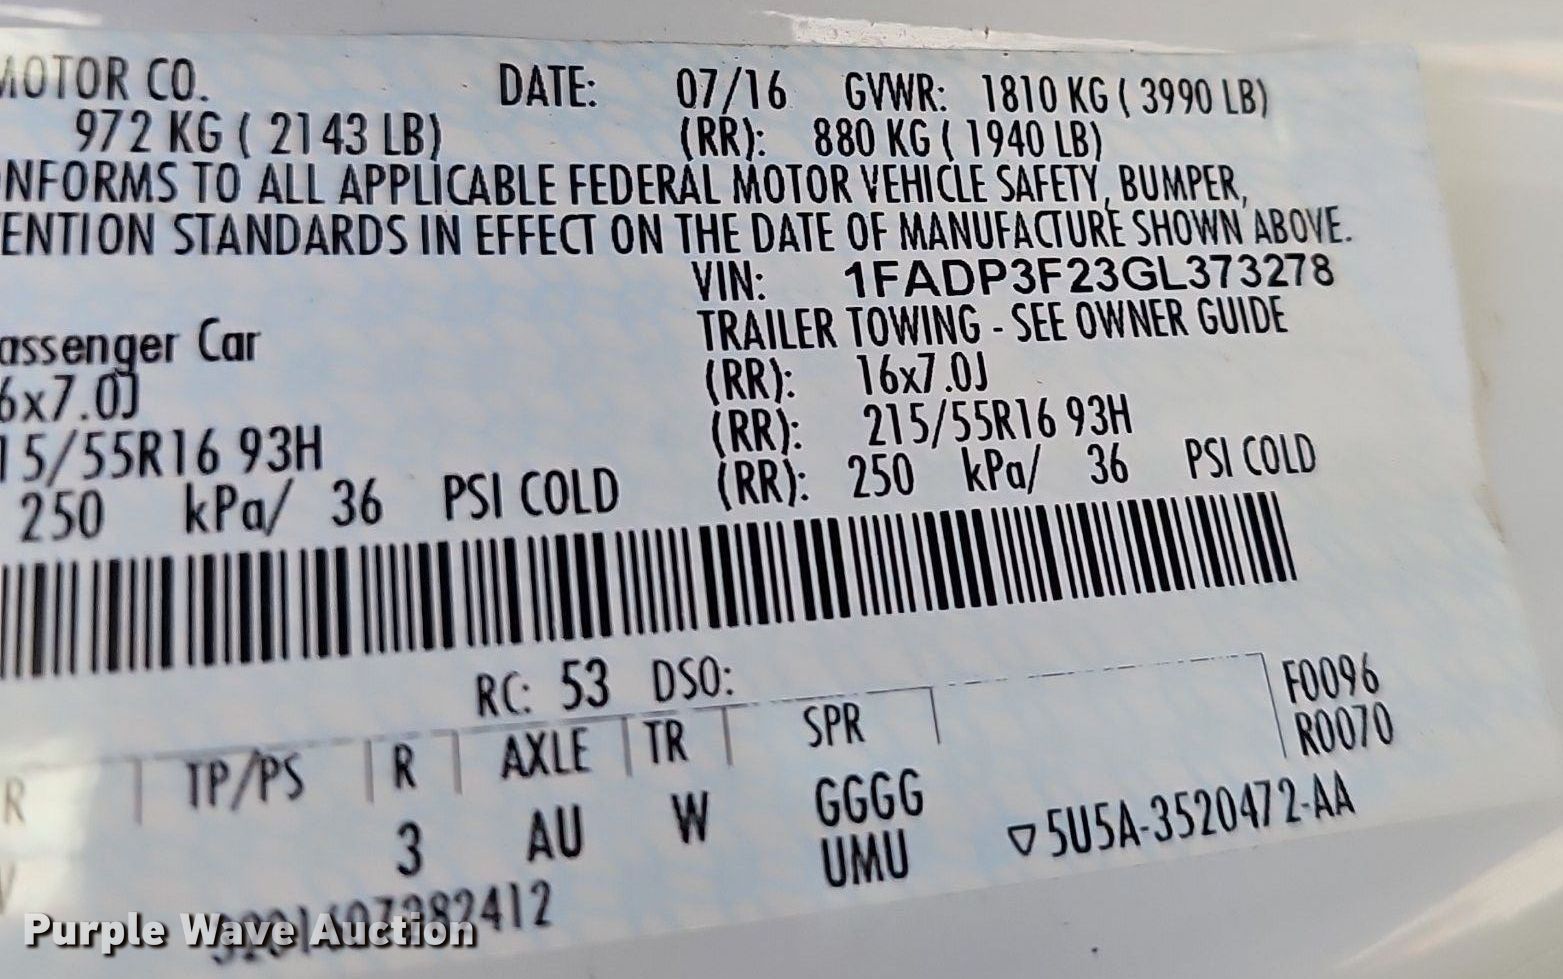 MOTOR CO. DATE: 07/16 GVWR: 1810 KG ( 3990 LB)
972 KG ( 2143 LB) (RR): 880 KG ( 1940 LB)
NFORMS TO ALL APPLICABLE FEDERAL MOTOR VEHICLE SAFETY, BUMPER,
ENTION STANDARDS IN EFFECT ON THE DATE OF MANUFACTURE SHOWN ABOVE.
VIN: 1FADP3F23GL373278
TRAILER TOWING - SEE OWNER GUIDE
assenger Car
6x7.0J (RR): 16x7.0J
15/55R16 93H (RR): 215/55R16 93H
250 kPa/ 36 PSI COLD (RR): 250 kPa/ 36 PSI COLD
RC: 53 DSO:
F0096
R0070
R TP/PS R AXLE TR SPR
3 AU W GGGG
UMU
5U5A-3520472-AA
Purple Wave Auction